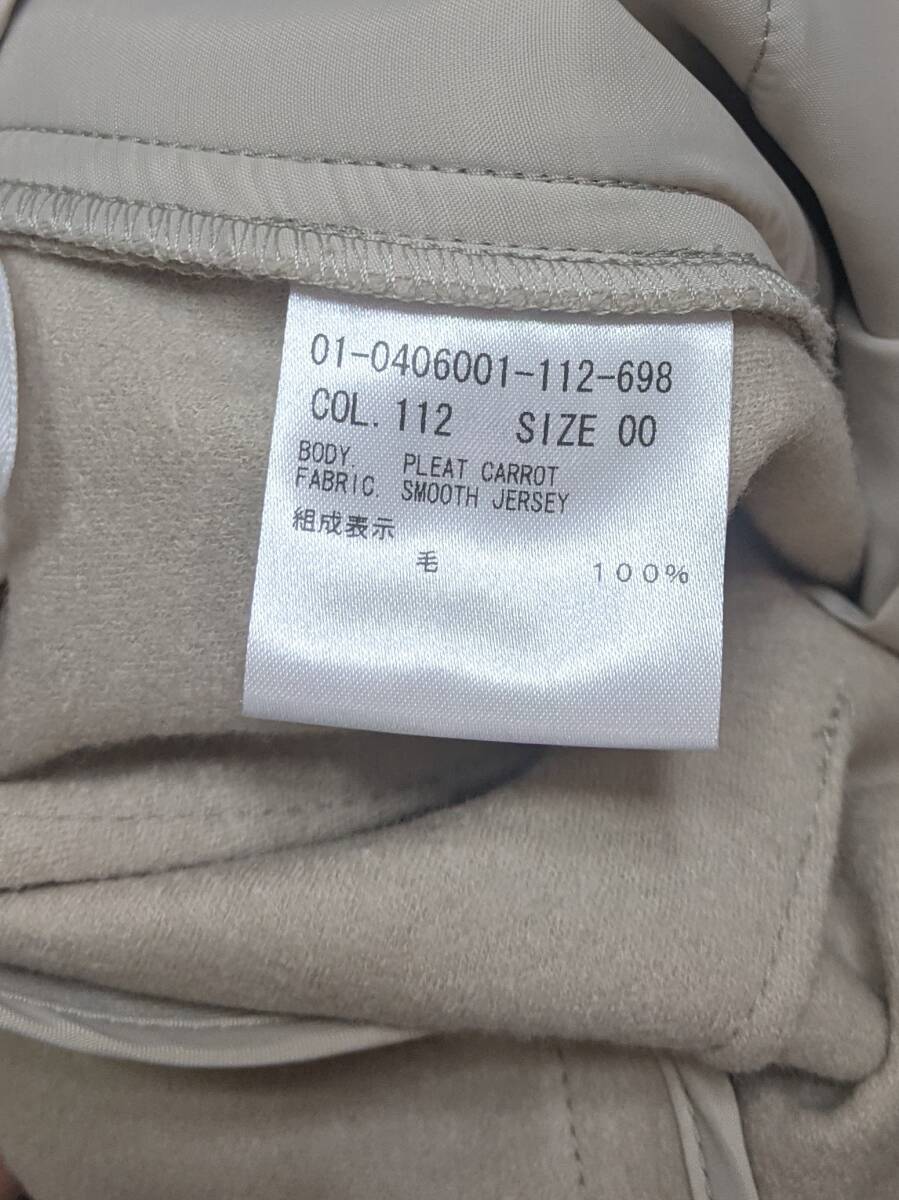 01-0406001-112-698
COL. 112 SIZE 00
BODY. PLEAT CARROT
FABRIC. SMOOTH JERSEY
組成表示
毛 100%